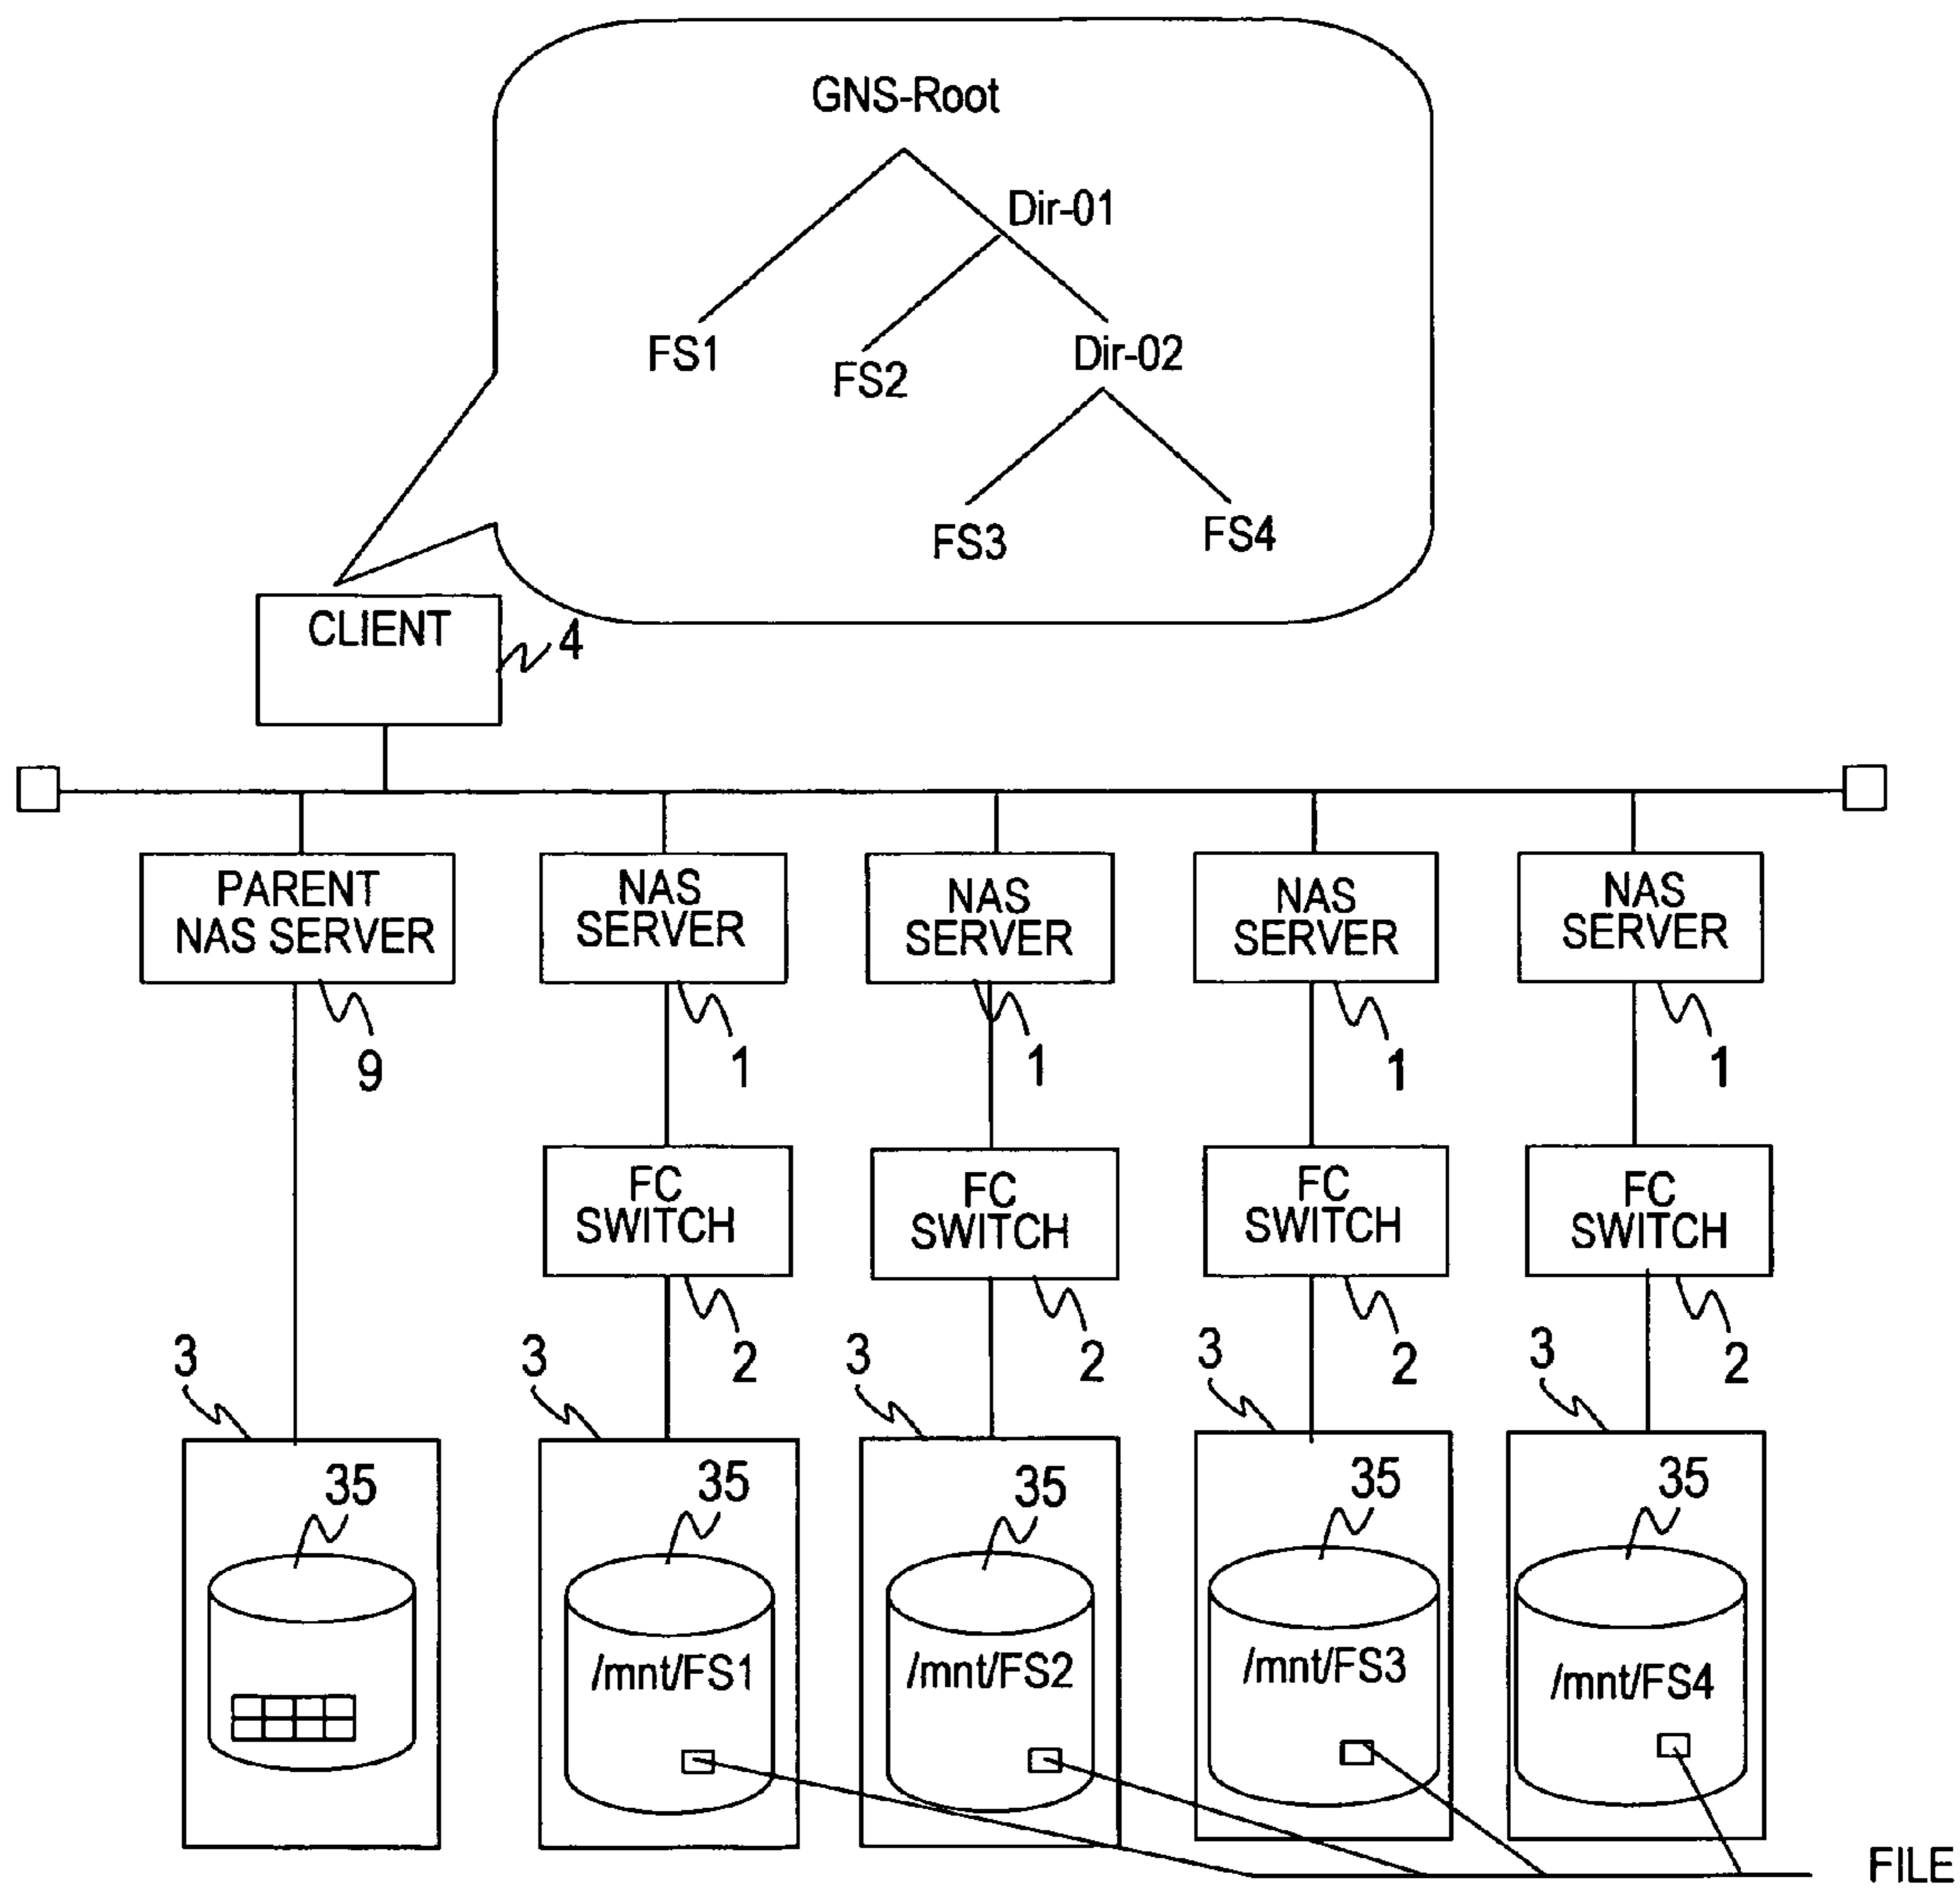 GNS-Root
Dir-01
FS1
FS2
Dir-02
FS3
FS4
CLIENT
4
PARENT
NAS SERVER
NAS
SERVER
NAS
SERVER
NAS
SERVER
NAS
SERVER
9
1
1
1
1
FC
SWITCH
FC
SWITCH
FC
SWITCH
FC
SWITCH
2
2
2
2
3
3
3
3
3
35
35
35
35
35
/mnt/FS1
/mnt/FS2
/mnt/FS3
/mnt/FS4
FILE